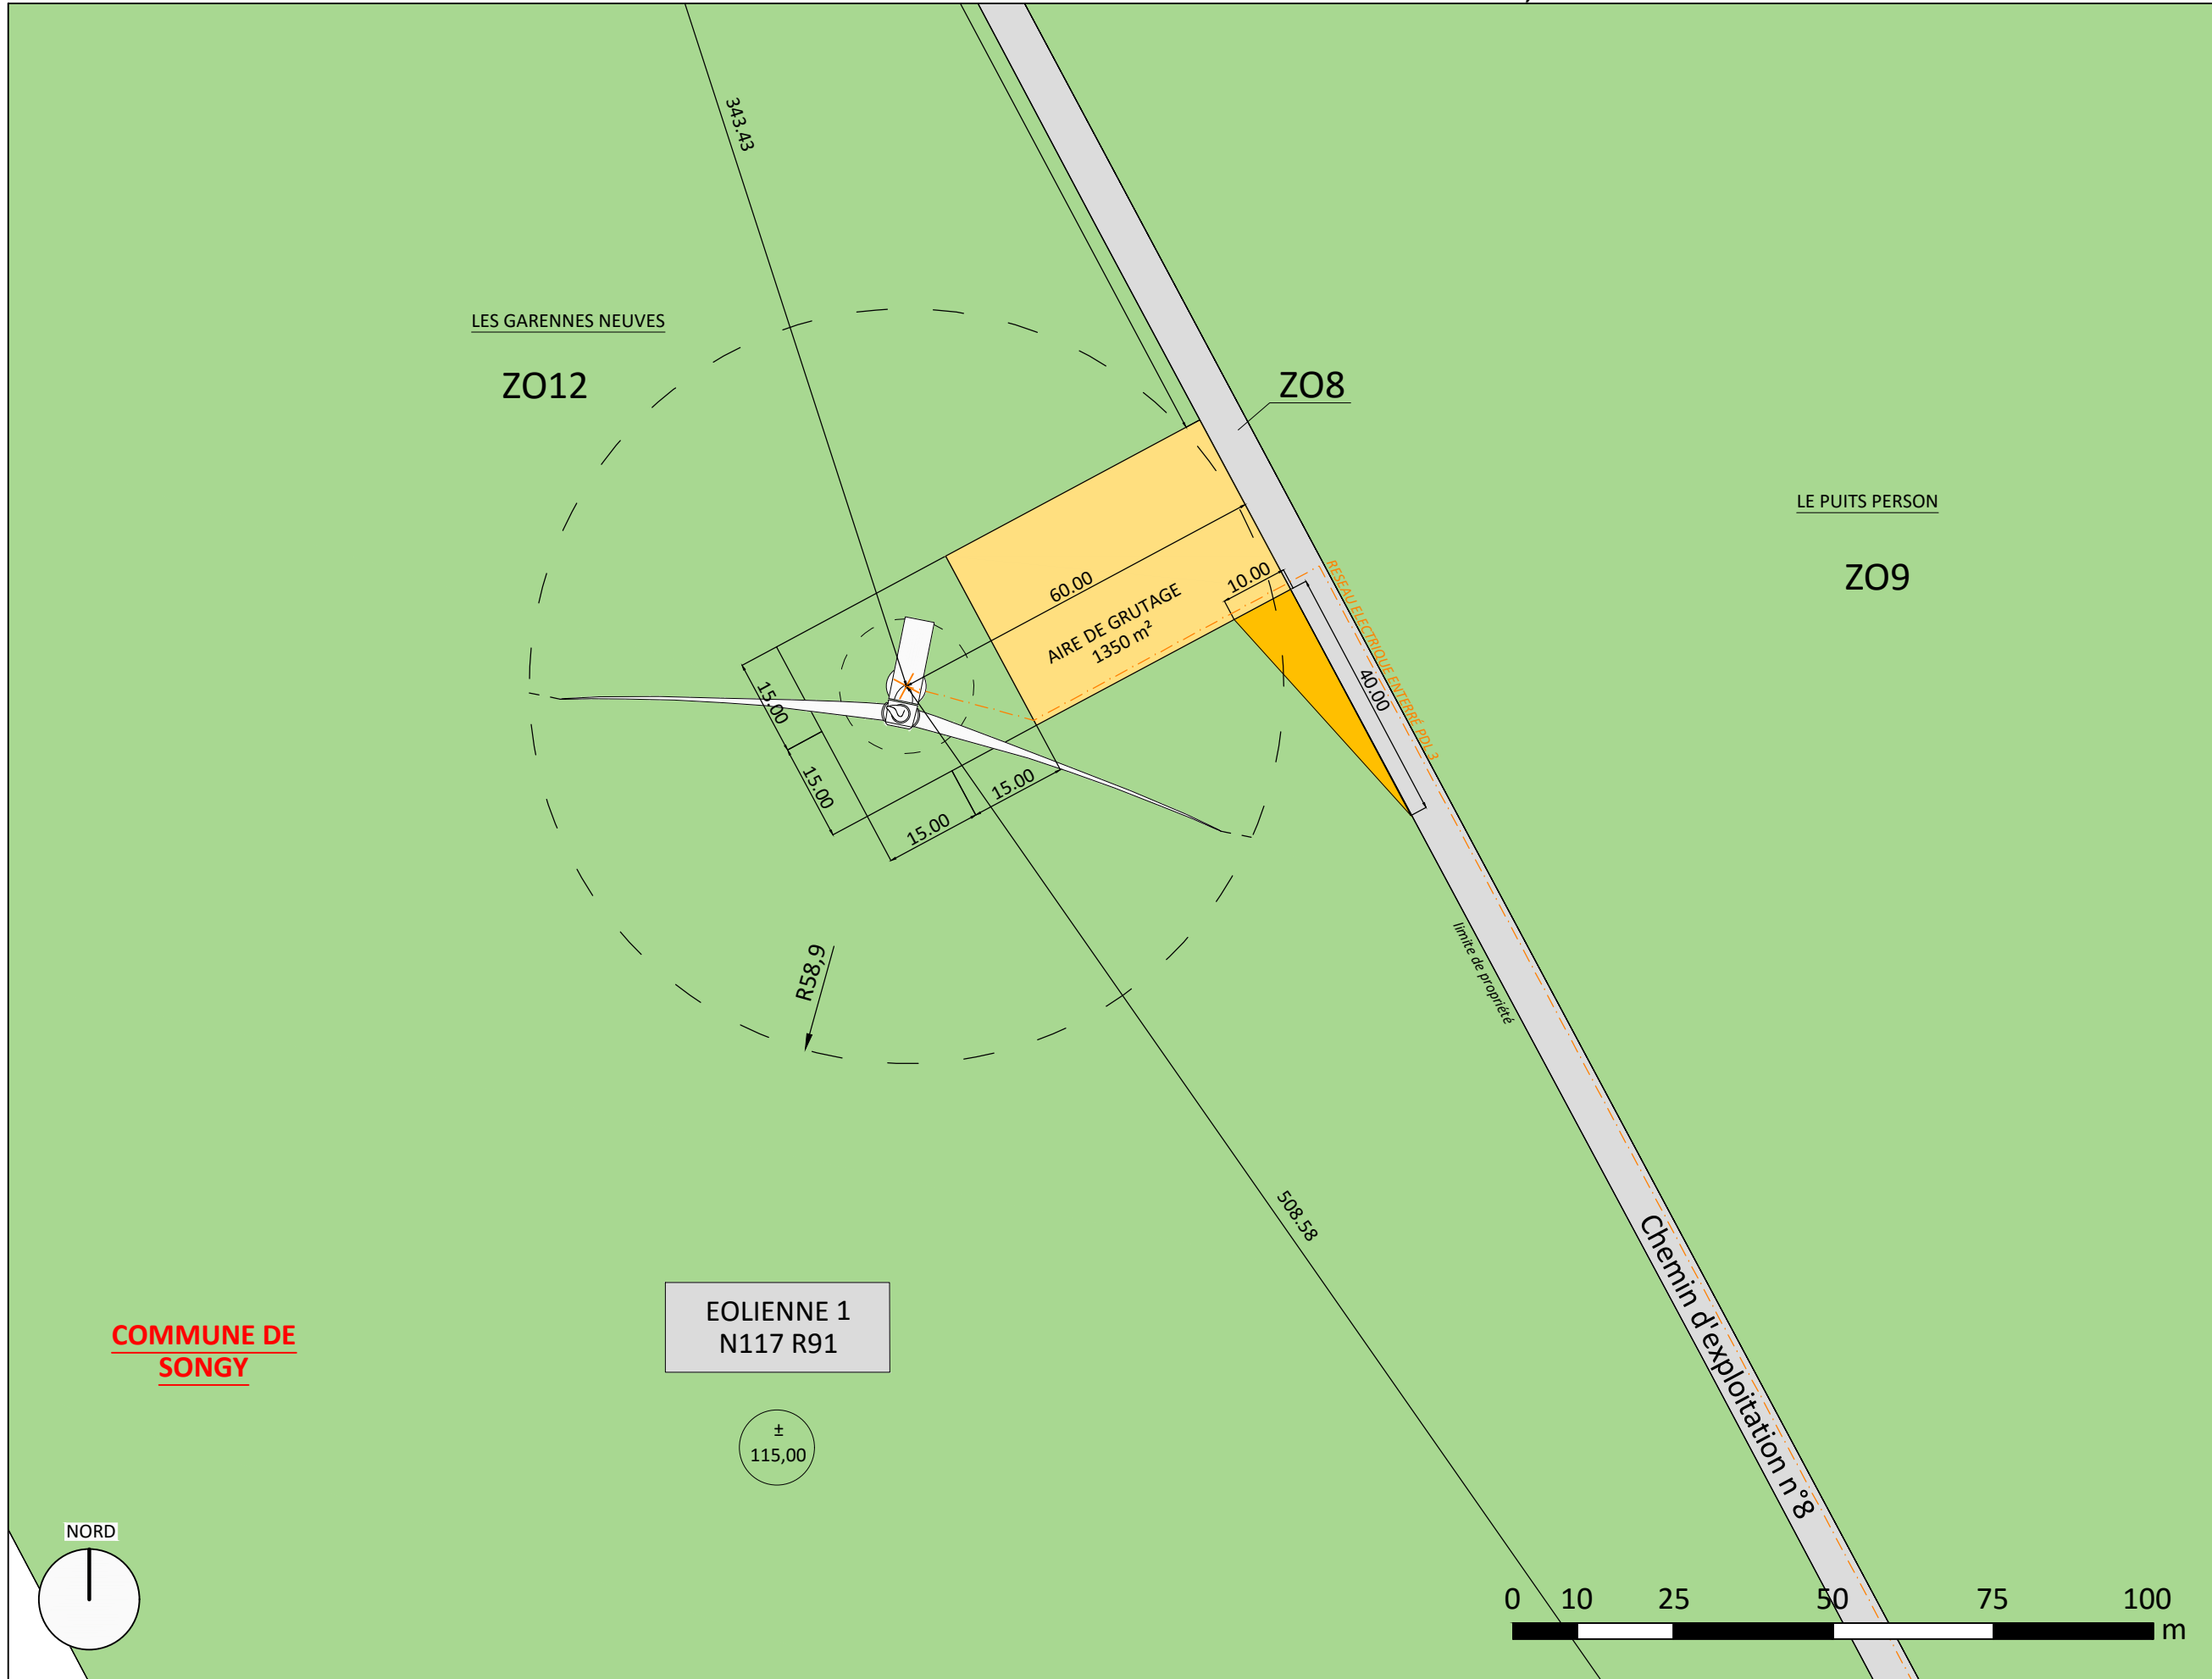 343.43
LES GARENNES NEUVES
ZO12
ZO8
LE PUITS PERSON
ZO9
60.00
10.00
AIRE DE GRUTAGE
1350 m²
RESEAU ELECTRIQUE ENTERRÉ PDL 3
40.00
15.00
15.00
15.00
15.00
R58,9
limite de propriété
508.58
Chemin d'exploitation n°8
EOLIENNE 1
N117 R91
COMMUNE DE
SONGY
±
115,00
NORD
0 10 25 50 75 100
m